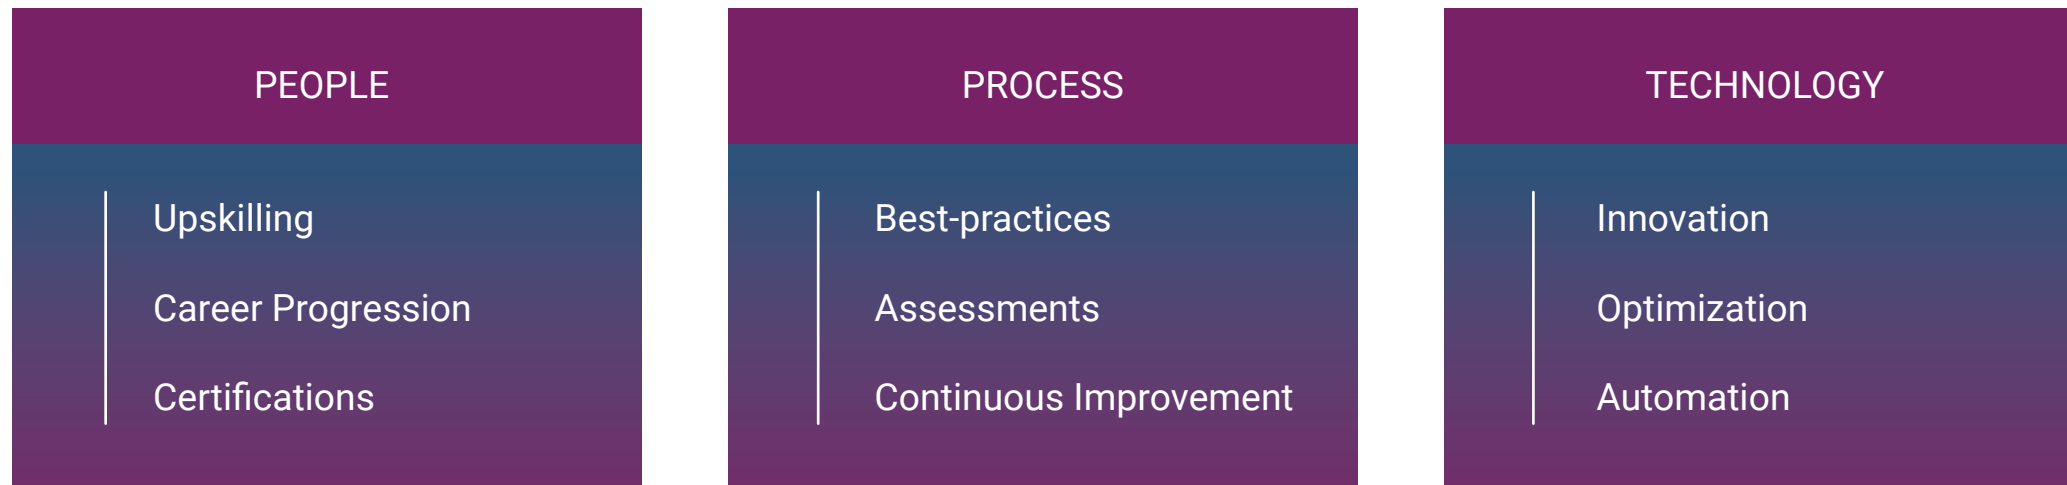 PEOPLE
Upskilling
Career Progression
Certifications
PROCESS
Best-practices
Assessments
Continuous Improvement
TECHNOLOGY
Innovation
Optimization
Automation